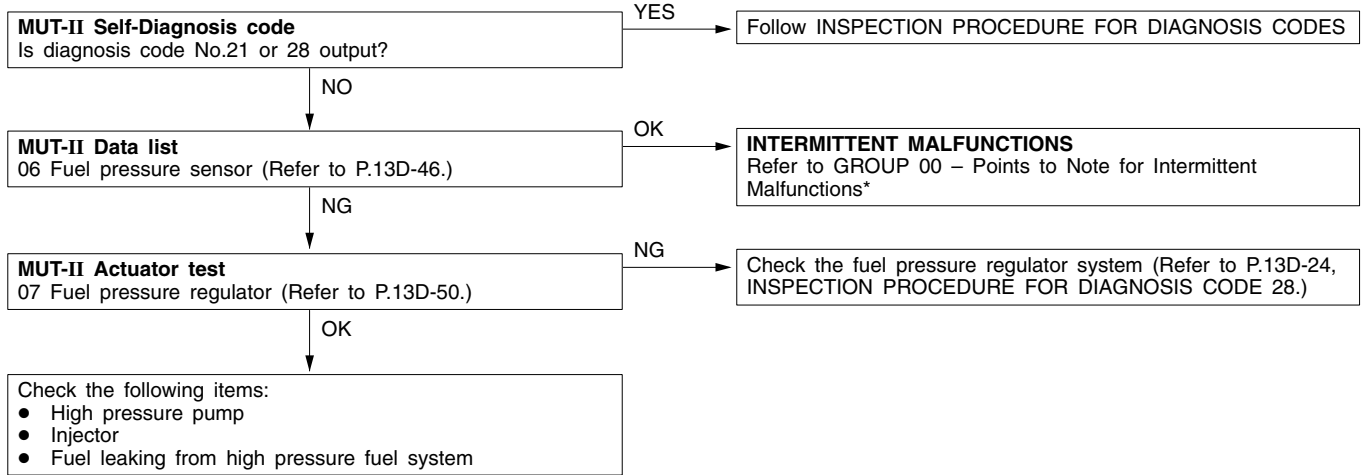 MUT-II Self-Diagnosis code
Is diagnosis code No.21 or 28 output?
YES
Follow INSPECTION PROCEDURE FOR DIAGNOSIS CODES
NO
MUT-II Data list
06 Fuel pressure sensor (Refer to P.13D-46.)
OK
INTERMITTENT MALFUNCTIONS
Refer to GROUP 00 – Points to Note for Intermittent
Malfunctions*
NG
MUT-II Actuator test
07 Fuel pressure regulator (Refer to P.13D-50.)
NG
Check the fuel pressure regulator system (Refer to P.13D-24,
INSPECTION PROCEDURE FOR DIAGNOSIS CODE 28.)
OK
Check the following items:
● High pressure pump
● Injector
● Fuel leaking from high pressure fuel system